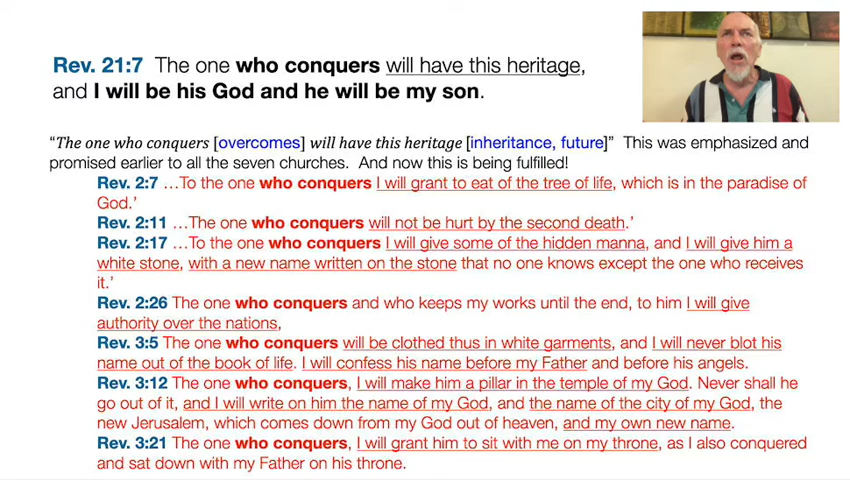 Rev. 21:7 The one who conquers will have this heritage,
and I will be his God and he will be my son.
“The one who conquers [overcomes] will have this heritage [inheritance, future]” This was emphasized and
promised earlier to all the seven churches. And now this is being fulfilled!
Rev. 2:7 …To the one who conquers I will grant to eat of the tree of life, which is in the paradise of
God.’
Rev. 2:11 …The one who conquers will not be hurt by the second death.’
Rev. 2:17 …To the one who conquers I will give some of the hidden manna, and I will give him a
white stone, with a new name written on the stone that no one knows except the one who receives
it.’
Rev. 2:26 The one who conquers and who keeps my works until the end, to him I will give
authority over the nations,
Rev. 3:5 The one who conquers will be clothed thus in white garments, and I will never blot his
name out of the book of life. I will confess his name before my Father and before his angels.
Rev. 3:12 The one who conquers, I will make him a pillar in the temple of my God. Never shall he
go out of it, and I will write on him the name of my God, and the name of the city of my God, the
new Jerusalem, which comes down from my God out of heaven, and my own new name.
Rev. 3:21 The one who conquers, I will grant him to sit with me on my throne, as I also conquered
and sat down with my Father on his throne.